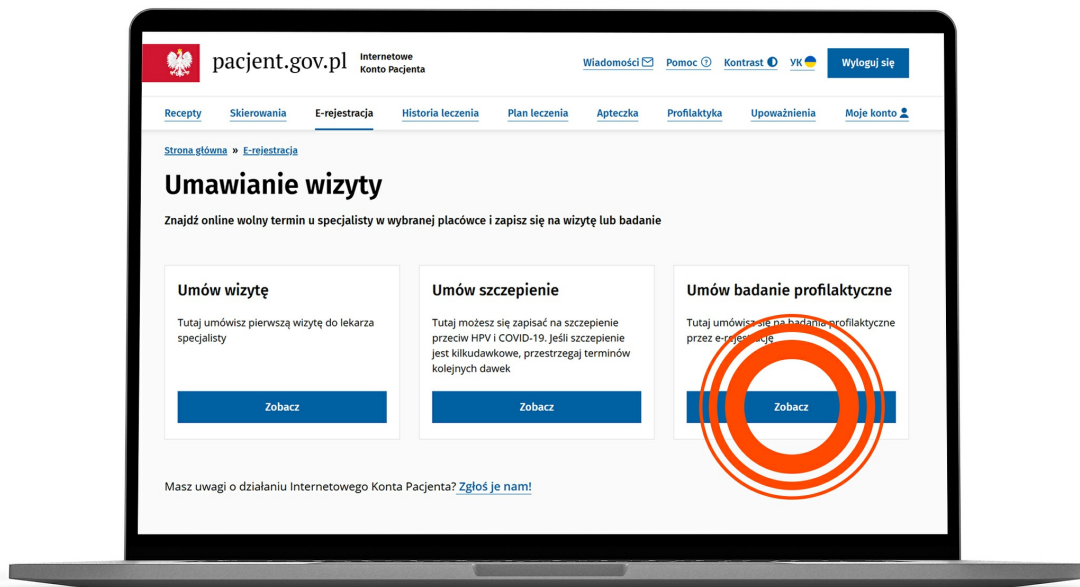 pacjent.gov.pl
Internetowe
Konto Pacjenta
Wiadomości
Pomoc
Kontrast
УК
Wyloguj się
Recepty
Skierowania
E-rejestracja
Historia leczenia
Plan leczenia
Apteczka
Profilaktyka
Upoważnienia
Moje konto
Strona główna » E-rejestracja
Umawianie wizyty
Znajdź online wolny termin u specjalisty w wybranej placówce i zapisz się na wizytę lub badanie
Umów wizytę
Tutaj umówisz pierwszą wizytę do lekarza
specjalisty
Zobacz
Umów szczepienie
Tutaj możesz się zapisać na szczepienie
przeciw HPV i COVID-19. Jeśli szczepienie
jest kilkudawkowe, przestrzegaj terminów
kolejnych dawek
Zobacz
Umów badanie profilaktyczne
Tutaj umówisz się na badania profilaktyczne
przez e-rejestrację
Zobacz
Masz uwagi o działaniu Internetowego Konta Pacjenta? Zgłoś je nam!